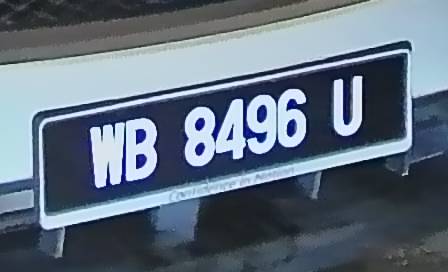 WB 8496 U
Confidence in Motion